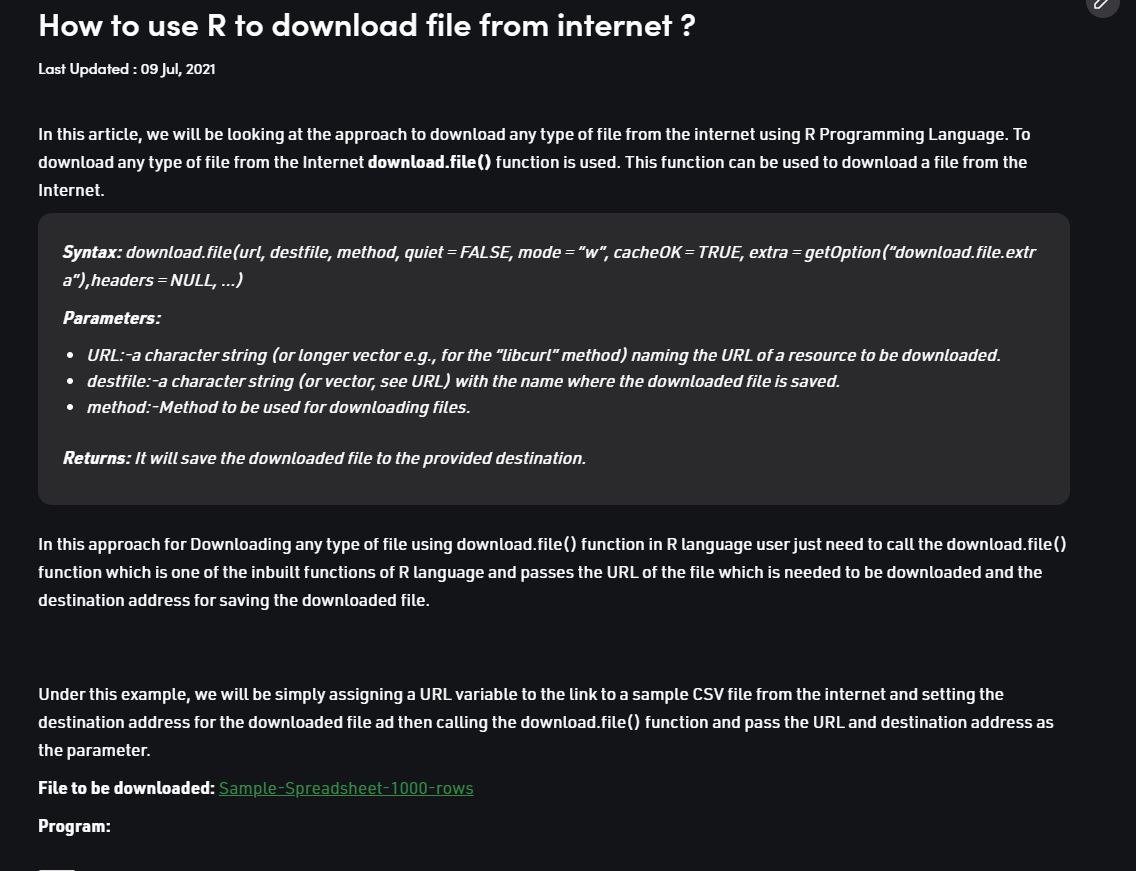 How to use R to download file from internet ?
Last Updated : 09 Jul, 2021
In this article, we will be looking at the approach to download any type of file from the internet using R Programming Language. To
download any type of file from the Internet download.file() function is used. This function can be used to download a file from the
Internet.
Syntax: download.file(url, destfile, method, quiet = FALSE, mode = “w”, cacheOK = TRUE, extra = getOption(“download.file.extr
a”),headers = NULL, …)
Parameters:
• URL:-a character string (or longer vector e.g., for the “libcurl” method) naming the URL of a resource to be downloaded.
• destfile:-a character string (or vector, see URL) with the name where the downloaded file is saved.
• method:-Method to be used for downloading files.
Returns: It will save the downloaded file to the provided destination.
In this approach for Downloading any type of file using download.file() function in R language user just need to call the download.file()
function which is one of the inbuilt functions of R language and passes the URL of the file which is needed to be downloaded and the
destination address for saving the downloaded file.
Under this example, we will be simply assigning a URL variable to the link to a sample CSV file from the internet and setting the
destination address for the downloaded file ad then calling the download.file() function and pass the URL and destination address as
the parameter.
File to be downloaded: Sample-Spreadsheet-1000-rows
Program: